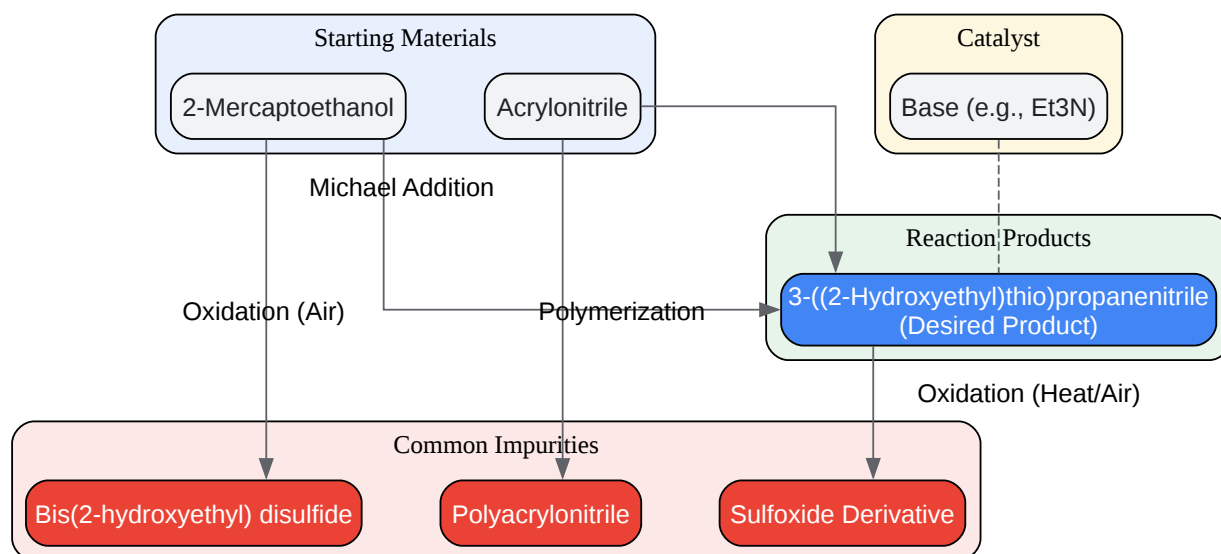 Starting Materials
Catalyst
2-Mercaptoethanol
Acrylonitrile
Base (e.g., Et3N)
Michael Addition
Reaction Products
3-((2-Hydroxyethyl)thio)propanenitrile
(Desired Product)
Oxidation (Air)
Polymerization
Oxidation (Heat/Air)
Common Impurities
Bis(2-hydroxyethyl) disulfide
Polyacrylonitrile
Sulfoxide Derivative